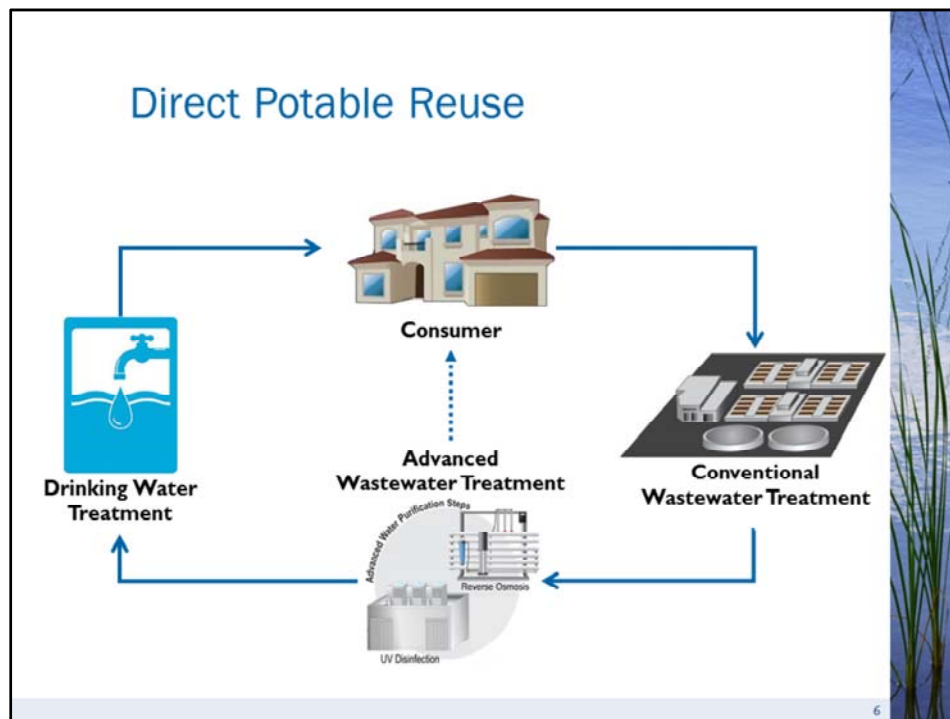 Direct Potable Reuse
Consumer
Drinking Water
Treatment
Advanced
Wastewater Treatment
Conventional
Wastewater Treatment
Advanced Water Purification Steps
Reverse Osmosis
UV Disinfection
6